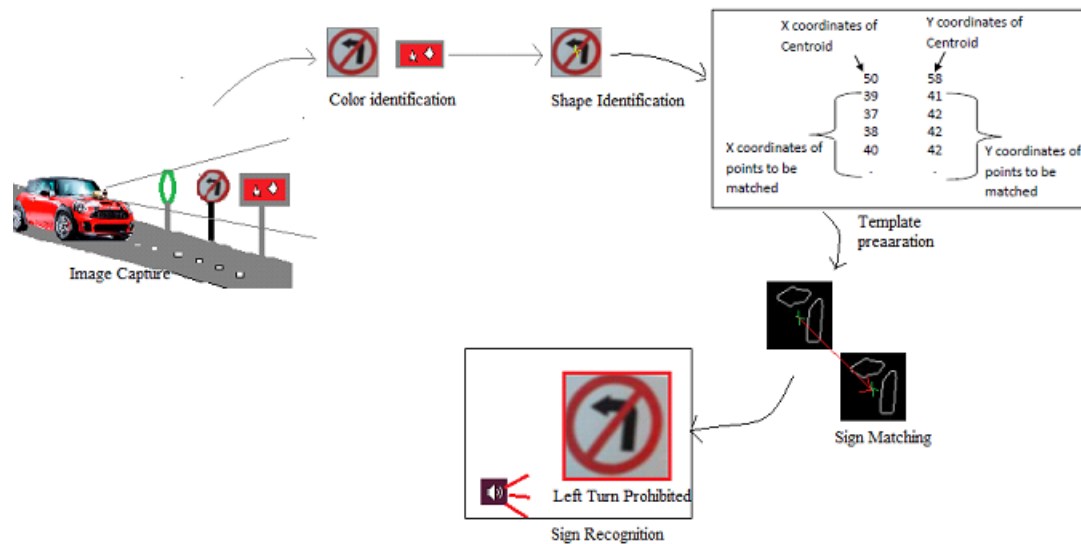 Image Capture
Color identification
Shape Identification
X coordinates of
Centroid
Y coordinates of
Centroid
50 58
39 41
37 42
38 42
40 42
. .
X coordinates of
points to be
matched
Y coordinates of
points to be
matched
Template
preaaration
Sign Matching
Left Turn Prohibited
Sign Recognition